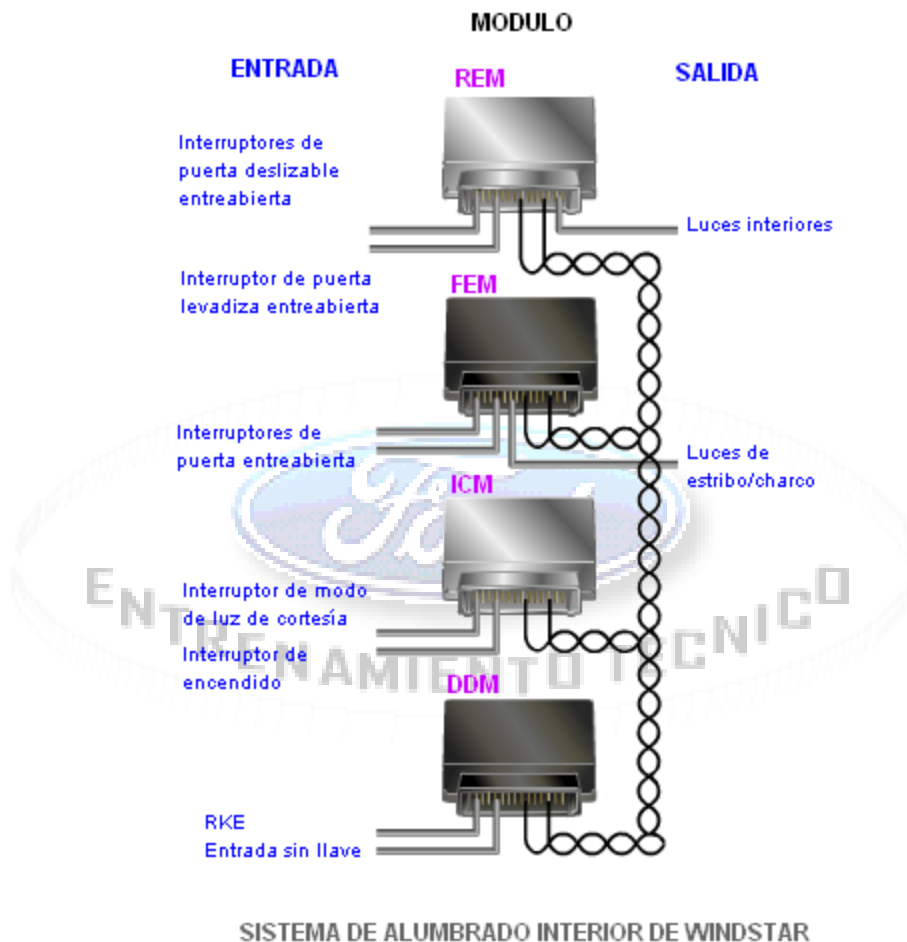 MODULO
ENTRADA
SALIDA
REM
Interruptores de
puerta deslizable
entreabierta
Luces interiores
Interruptor de puerta
levadiza entreabierta
FEM
Interruptores de
puerta entreabierta
Luces de
estribo/charco
Ford
ICM
ENTRENAMIENTO TECNICO
Interruptor de modo
de luz de cortesía
Interruptor de
encendido
DDM
RKE
Entrada sin llave
SISTEMA DE ALUMBRADO INTERIOR DE WINDSTAR